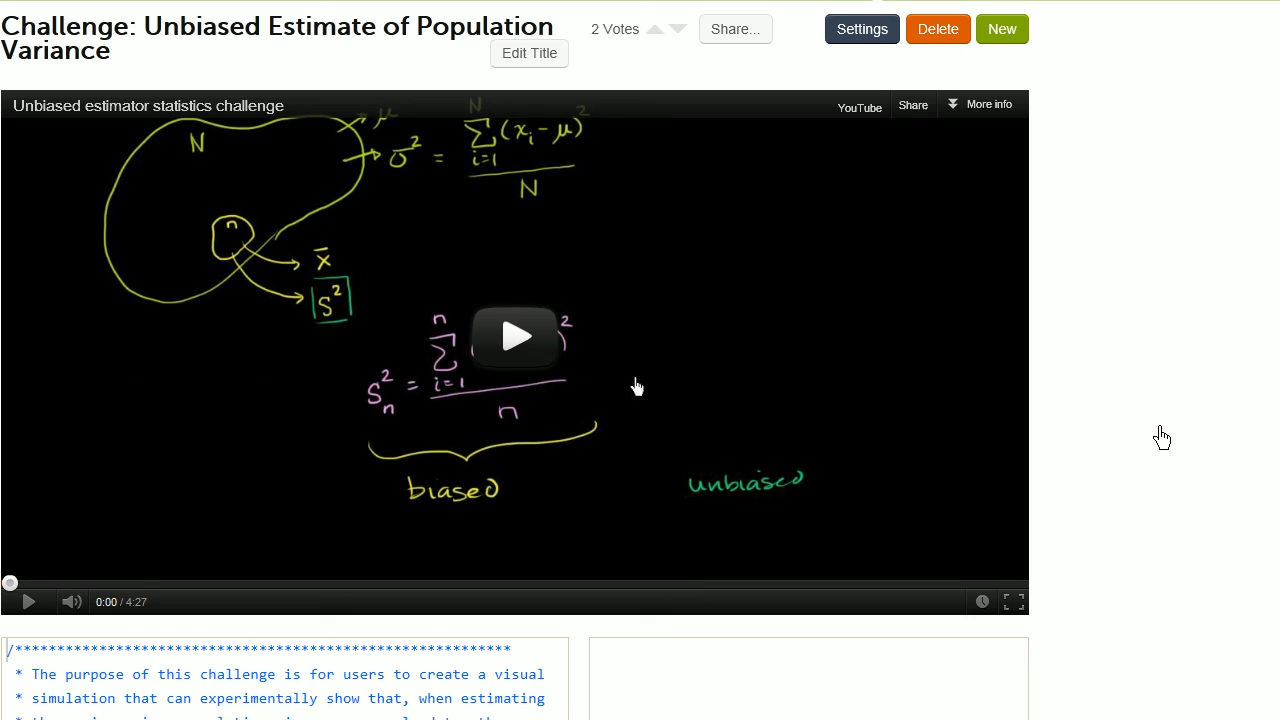 Challenge: Unbiased Estimate of Population
Variance
Edit Title
2 Votes
Share...
Settings
Delete
New
Unbiased estimator statistics challenge
YouTube
Share
More info
N
μ
σ² =
N
∑ (xᵢ - μ)²
i=1
N
n
x̄
S²
n
Sₙ² =
∑ ( )²
i=1
n
biased
unbiased
0:00 / 4:27
/************************************************************
* The purpose of this challenge is for users to create a visual
* simulation that can experimentally show that, when estimating